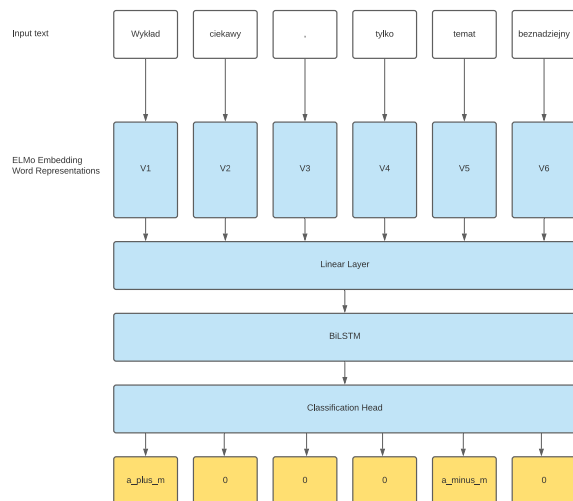 Input text
Wykład
ciekawy
,
tylko
temat
beznadziejny
ELMo Embedding
Word Representations
V1
V2
V3
V4
V5
V6
Linear Layer
BiLSTM
Classification Head
a_plus_m
0
0
0
a_minus_m
0